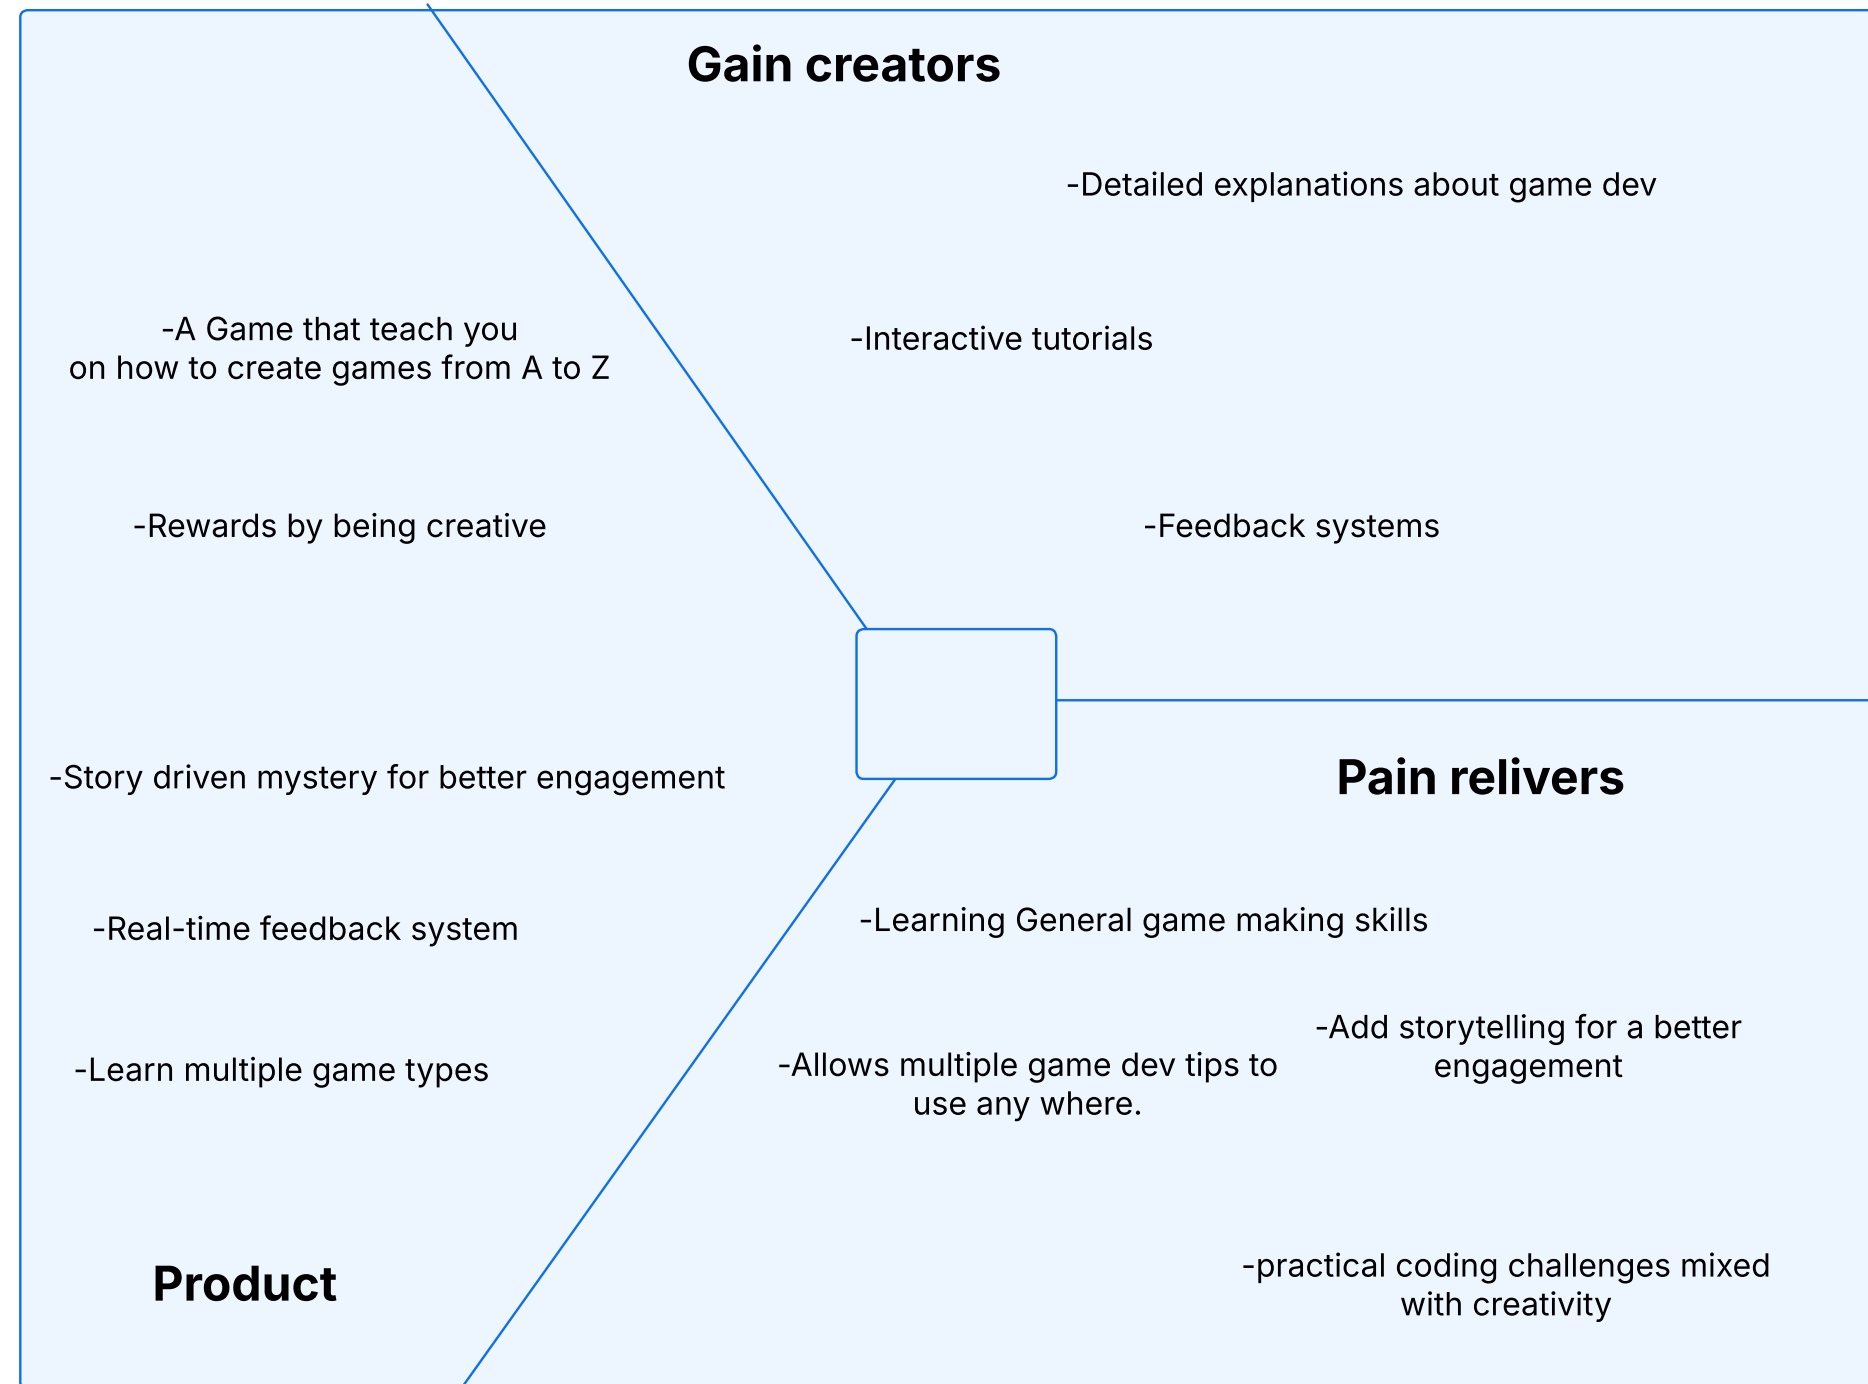 Gain creators
-Detailed explanations about game dev
-Interactive tutorials
-Feedback systems
-A Game that teach you
on how to create games from A to Z
-Rewards by being creative
-Story driven mystery for better engagement
-Real-time feedback system
-Learn multiple game types
Product
Pain relivers
-Learning General game making skills
-Add storytelling for a better
engagement
-Allows multiple game dev tips to
use any where.
-practical coding challenges mixed
with creativity